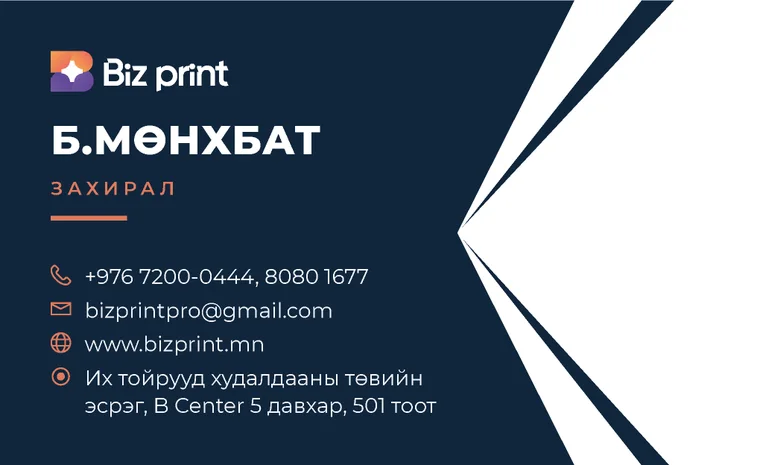 Biz print
Б.МӨНХБАТ
ЗАХИРАЛ
+976 7200-0444, 8080 1677
bizprintpro@gmail.com
www.bizprint.mn
Их тойрууд худалдааны төвийн
эсрэг, B Center 5 давхар, 501 тоот